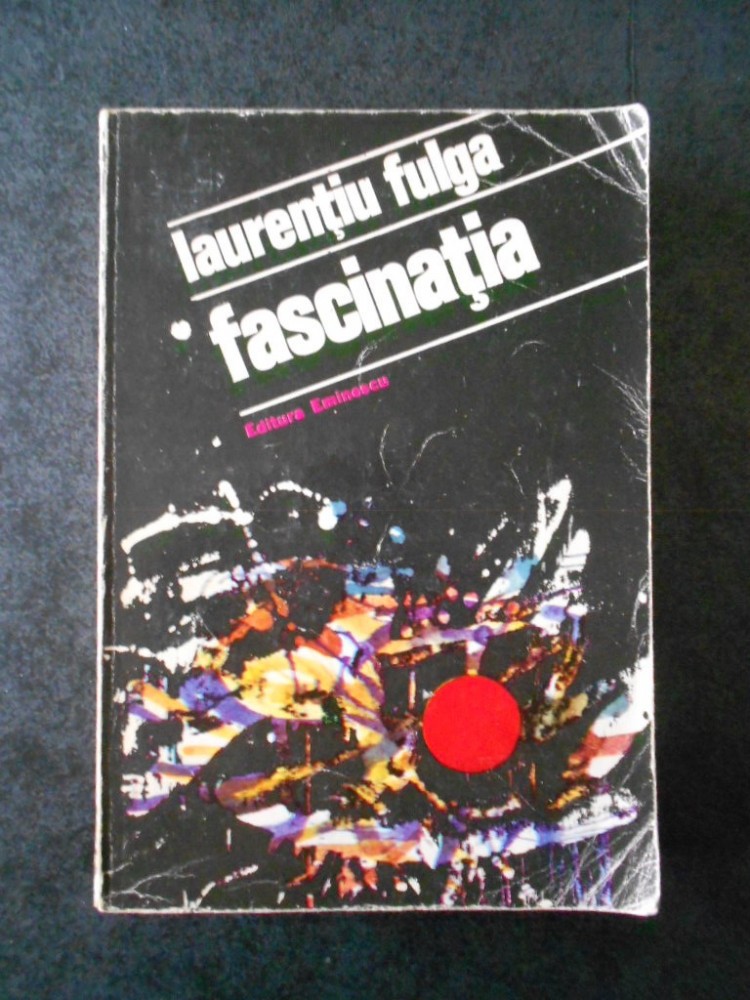 laurenţiu fulga
fascinaţia
Editura Eminescu